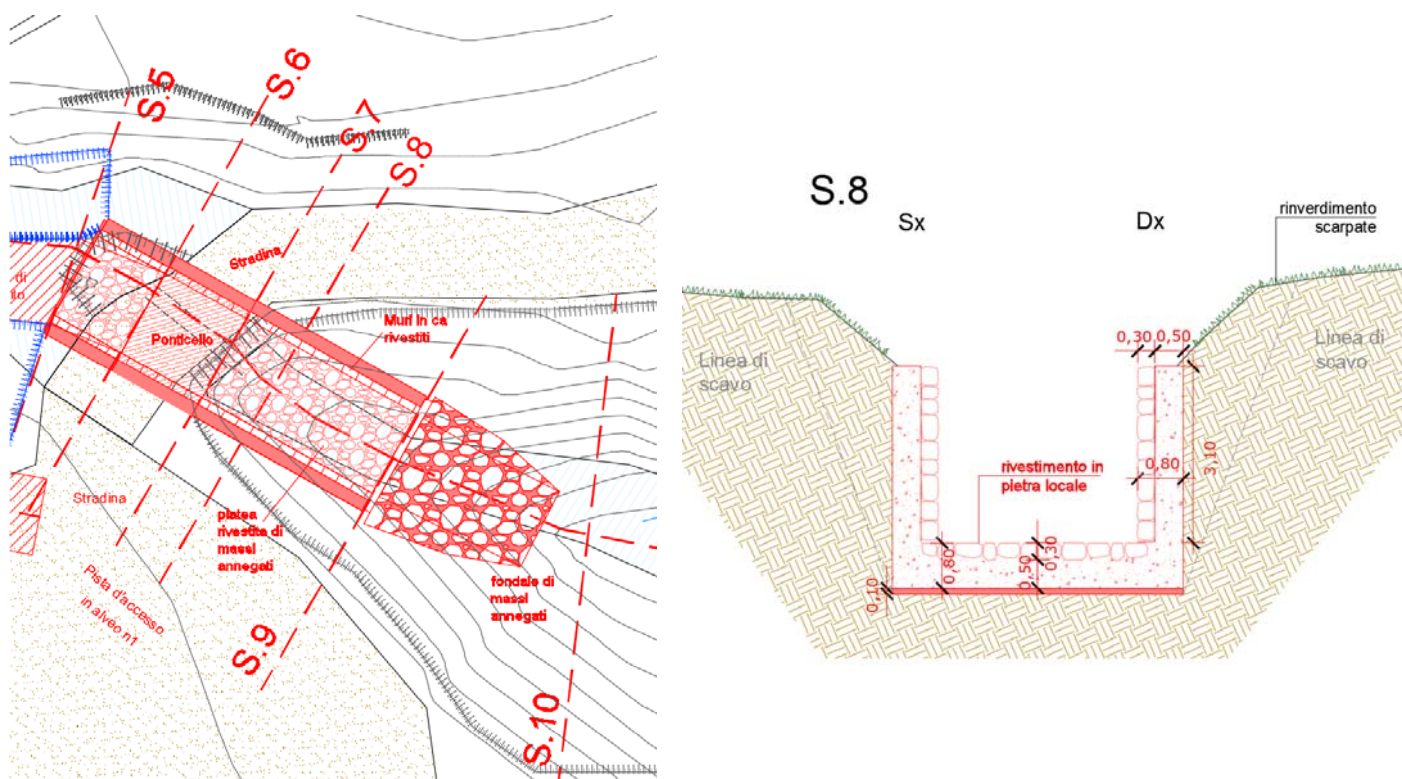 S.5
S.6
S.7
S.8
Stradina
di
Ponticello
Muri in ca
rivestiti
Stradina
platea
rivestita di
massi
annegati
Pista d'accesso
in alveo n1
fondale di
massi
annegati
S.9
S.10
S.8
Sx
Dx
rinverdimento
scarpate
0,30
0,50
Linea di
scavo
Linea di
scavo
rivestimento in
pietra locale
0,80
3,10
0,80
0,50
0,30
0,10